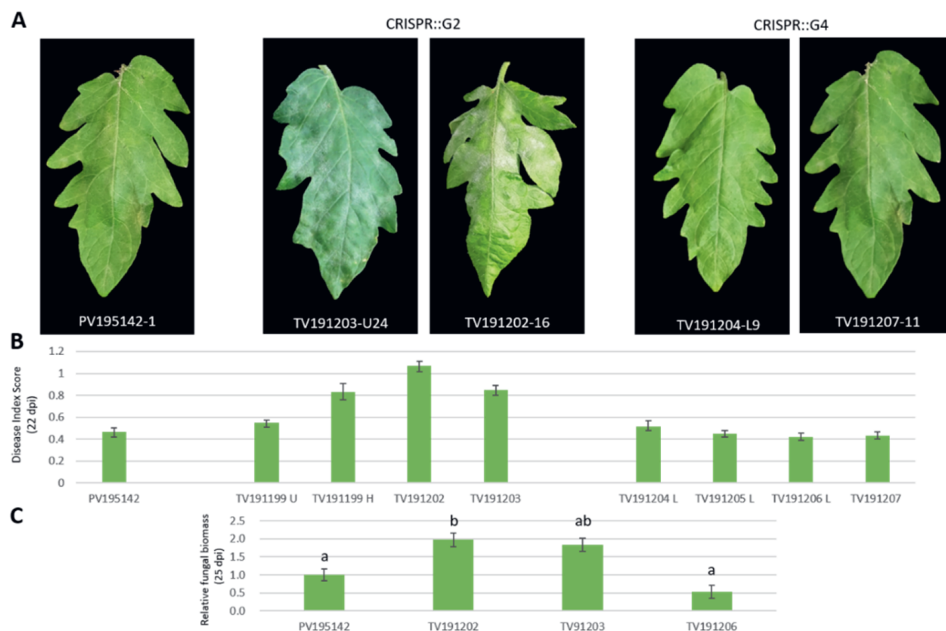 A
CRISPR::G2
CRISPR::G4
PV195142-1
TV191203-U24
TV191202-16
TV191204-L9
TV191207-11
B
Disease Index Score
(22 dpi)
1.2
1
0.8
0.6
0.4
0.2
0
PV195142
TV191199 U
TV191199 H
TV191202
TV191203
TV191204 L
TV191205 L
TV191206 L
TV191207
C
Relative fungal biomass
(25 dpi)
2.5
2.0
1.5
1.0
0.5
0.0
a
b
ab
a
PV195142
TV191202
TV91203
TV191206